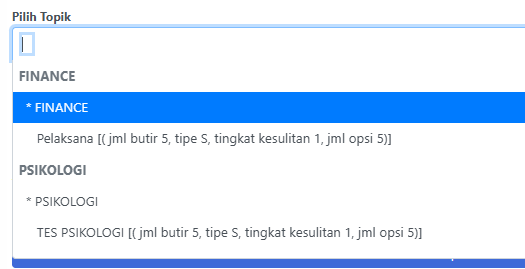 Pilih Topik
FINANCE
* FINANCE
Pelaksana [( jml butir 5, tipe S, tingkat kesulitan 1, jml opsi 5)]
PSIKOLOGI
* PSIKOLOGI
TES PSIKOLOGI [( jml butir 5, tipe S, tingkat kesulitan 1, jml opsi 5)]